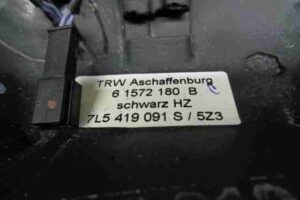 TRW Aschaffenburg
6 1572 180 B
schwarz HZ
7L5 419 091 S / 5Z3